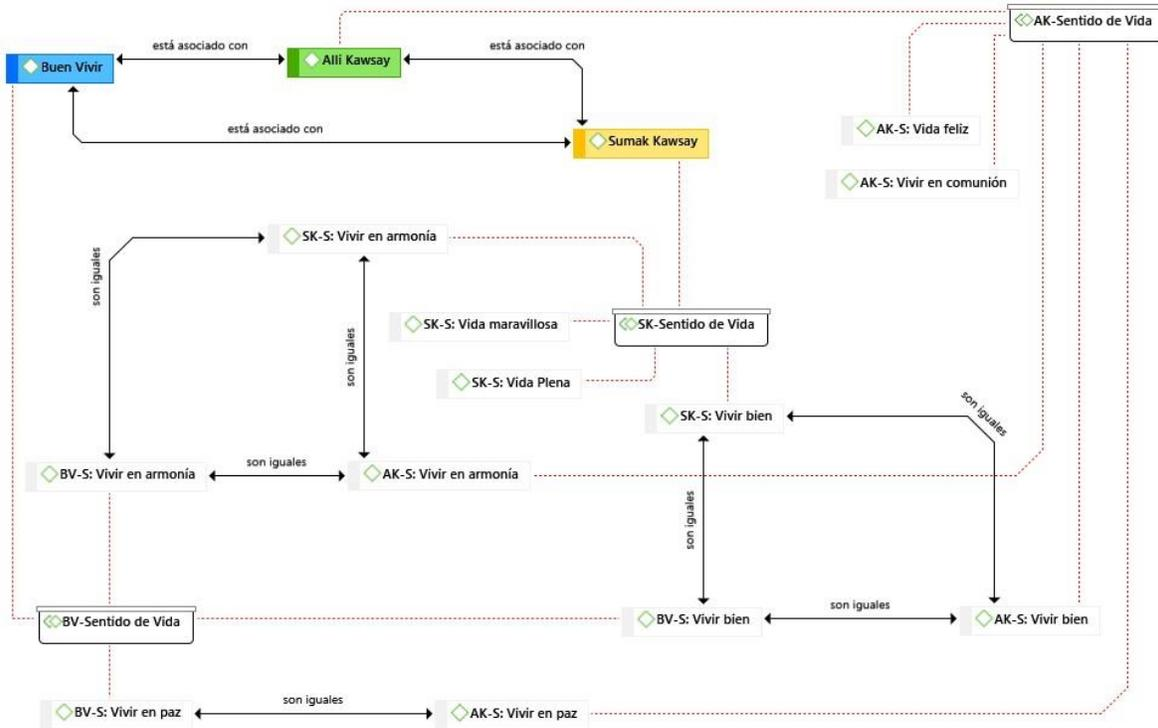 AK-Sentido de Vida
está asociado con
está asociado con
Alli Kawsay
Buen Vivir
está asociado con
AK-S: Vida feliz
Sumak Kawsay
AK-S: Vivir en comunión
SK-S: Vivir en armonía
son iguales
SK-S: Vida maravillosa
SK-Sentido de Vida
son iguales
SK-S: Vida Plena
SK-S: Vivir bien
son iguales
son iguales
BV-S: Vivir en armonía
AK-S: Vivir en armonía
son iguales
son iguales
BV-Sentido de Vida
BV-S: Vivir bien
AK-S: Vivir bien
son iguales
BV-S: Vivir en paz
AK-S: Vivir en paz